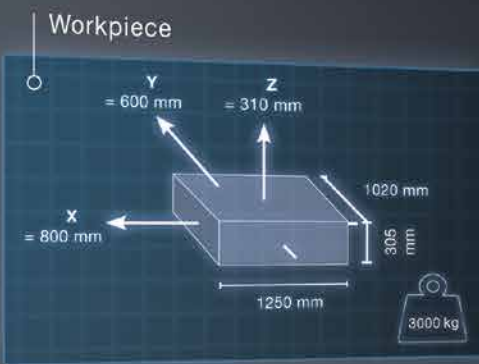 Workpiece
Y
= 600 mm
Z
= 310 mm
1020 mm
X
= 800 mm
305
mm
1250 mm
3000 kg